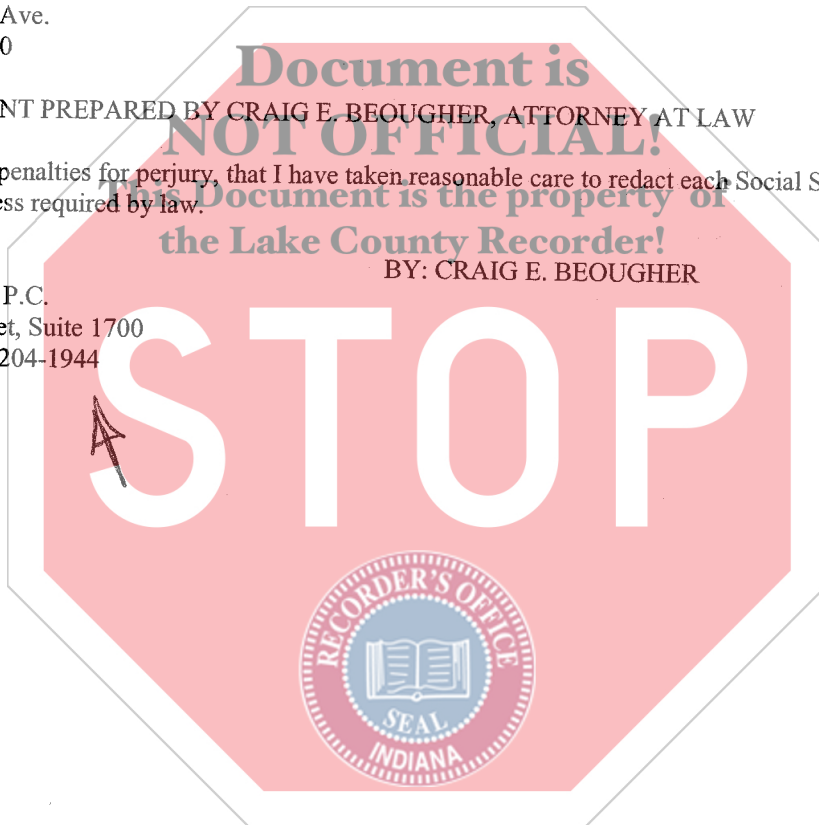 Ave.
0
Document is
NT PREPARED BY CRAIG E. BEOUGHER, ATTORNEY AT LAW
NOT OFFICIAL!
penalties for perjury, that I have taken reasonable care to redact each Social S
This Document is the property of
ess required by law.
the Lake County Recorder!
BY: CRAIG E. BEOUGHER
P.C.
et, Suite 1700
204-1944
STOP
RECORDER'S OFFICE
SEAL
INDIANA